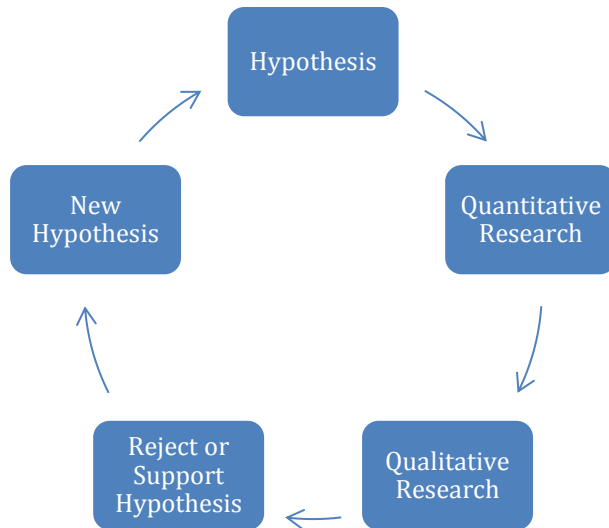 Hypothesis
Quantitative
Research
Qualitative
Research
Reject or
Support
Hypothesis
New
Hypothesis